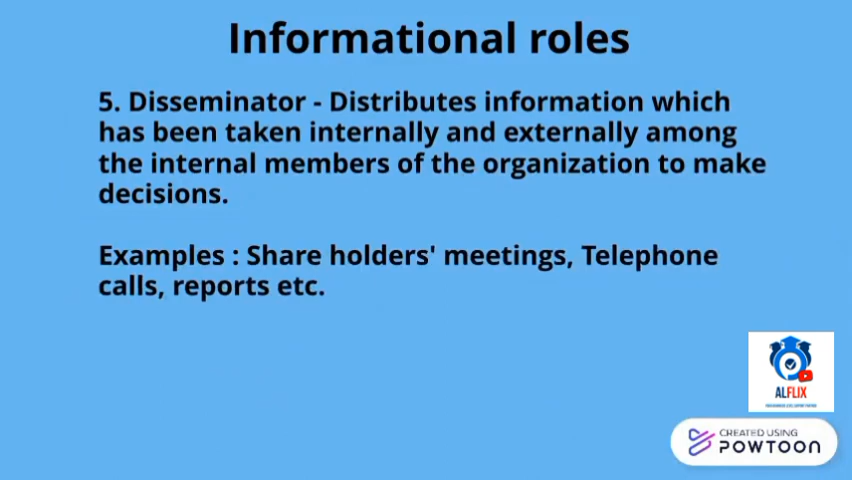 Informational roles
5. Disseminator - Distributes information which
has been taken internally and externally among
the internal members of the organization to make
decisions.
Examples : Share holders' meetings, Telephone
calls, reports etc.
ALFLIX
CREATED USING
POWTOON